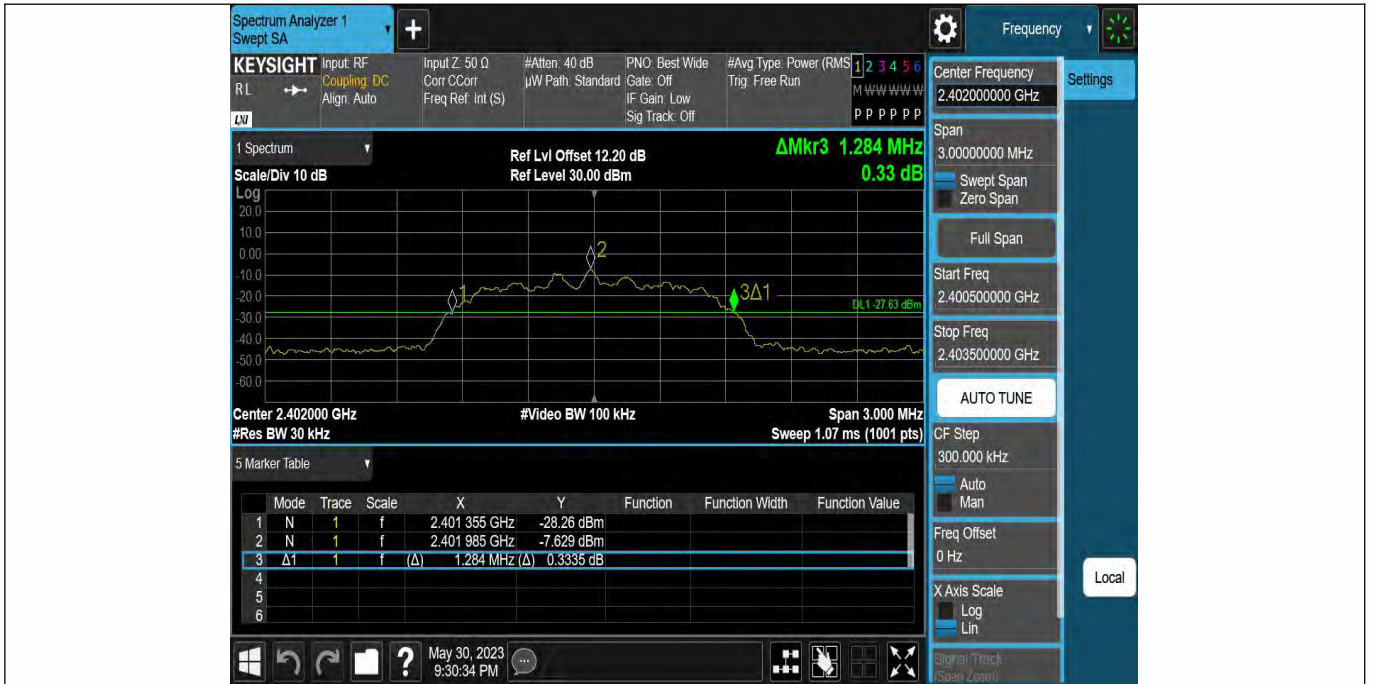 Spectrum Analyzer 1
Swept SA
+
Frequency
KEYSIGHT
RL
LXI
Input: RF
Coupling: DC
Align: Auto
Input Z: 50 Ω
Corr CCorr
Freq Ref: Int (S)
#Atten: 40 dB
µW Path: Standard
PNO: Best Wide
Gate: Off
IF Gain: Low
Sig Track: Off
#Avg Type: Power (RMS
Trig: Free Run
1 2 3 4 5 6
M W W W W W
P P P P P P
1 Spectrum
Scale/Div 10 dB
Ref Lvl Offset 12.20 dB
Ref Level 30.00 dBm
ΔMkr3 1.284 MHz
0.33 dB
Log
20.0
10.0
0.00
-10.0
-20.0
-30.0
-40.0
-50.0
-60.0
1
2
3Δ1
DL1 -27.63 dBm
Center 2.402000 GHz
#Res BW 30 kHz
#Video BW 100 kHz
Span 3.000 MHz
Sweep 1.07 ms (1001 pts)
5 Marker Table
Mode Trace Scale X Y Function Function Width Function Value
1 N 1 f 2.401 355 GHz -28.26 dBm
2 N 1 f 2.401 985 GHz -7.629 dBm
3 Δ1 1 f (Δ) 1.284 MHz (Δ) 0.3335 dB
4
5
6
?
May 30, 2023
9:30:34 PM
Center Frequency
2.402000000 GHz
Settings
Span
3.00000000 MHz
Swept Span
Zero Span
Full Span
Start Freq
2.400500000 GHz
Stop Freq
2.403500000 GHz
AUTO TUNE
CF Step
300.000 kHz
Auto
Man
Freq Offset
0 Hz
X Axis Scale
Log
Lin
Local
Signal Track
(Span Zoom)